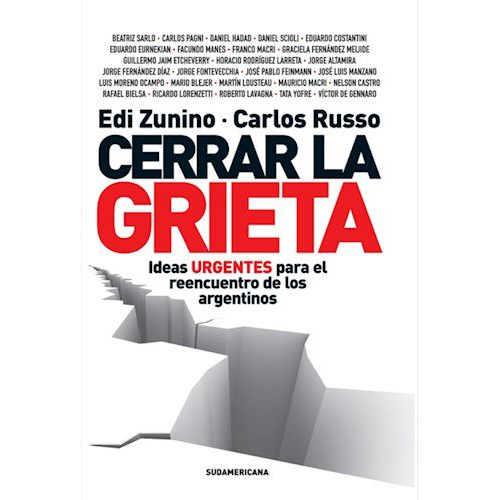 BEATRIZ SARLO • CARLOS PAGNI • DANIEL HADAD • DANIEL SCIOLI • EDUARDO COSTANTINI
EDUARDO EURNEKIAN • FACUNDO MANES • FRANCO MACRI • GRACIELA FERNÁNDEZ MEIJIDE
GUILLERMO JAIM ETCHEVERRY • HORACIO RODRÍGUEZ LARRETA • JORGE ALTAMIRA
JORGE FERNÁNDEZ DÍAZ • JORGE FONTEVECCHIA • JOSÉ PABLO FEINMANN • JOSÉ LUIS MANZANO
LUIS MORENO OCAMPO • MARIO BLEJER • MARTÍN LOUSTEAU • MAURICIO MACRI • NELSON CASTRO
RAFAEL BIELSA • RICARDO LORENZETTI • ROBERTO LAVAGNA • TATA YOFRE • VÍCTOR DE GENNARO
Edi Zunino • Carlos Russo
CERRAR LA
GRIETA
Ideas URGENTES para el
reencuentro de los
argentinos
SUDAMERICANA